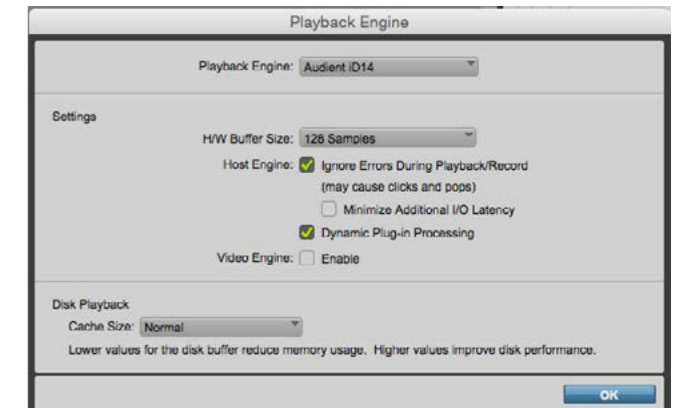 Playback Engine
Playback Engine: Audient iD14
Settings
H/W Buffer Size: 128 Samples
Host Engine: Ignore Errors During Playback/Record
(may cause clicks and pops)
Minimize Additional I/O Latency
Dynamic Plug-in Processing
Video Engine: Enable
Disk Playback
Cache Size: Normal
Lower values for the disk buffer reduce memory usage. Higher values improve disk performance.
OK